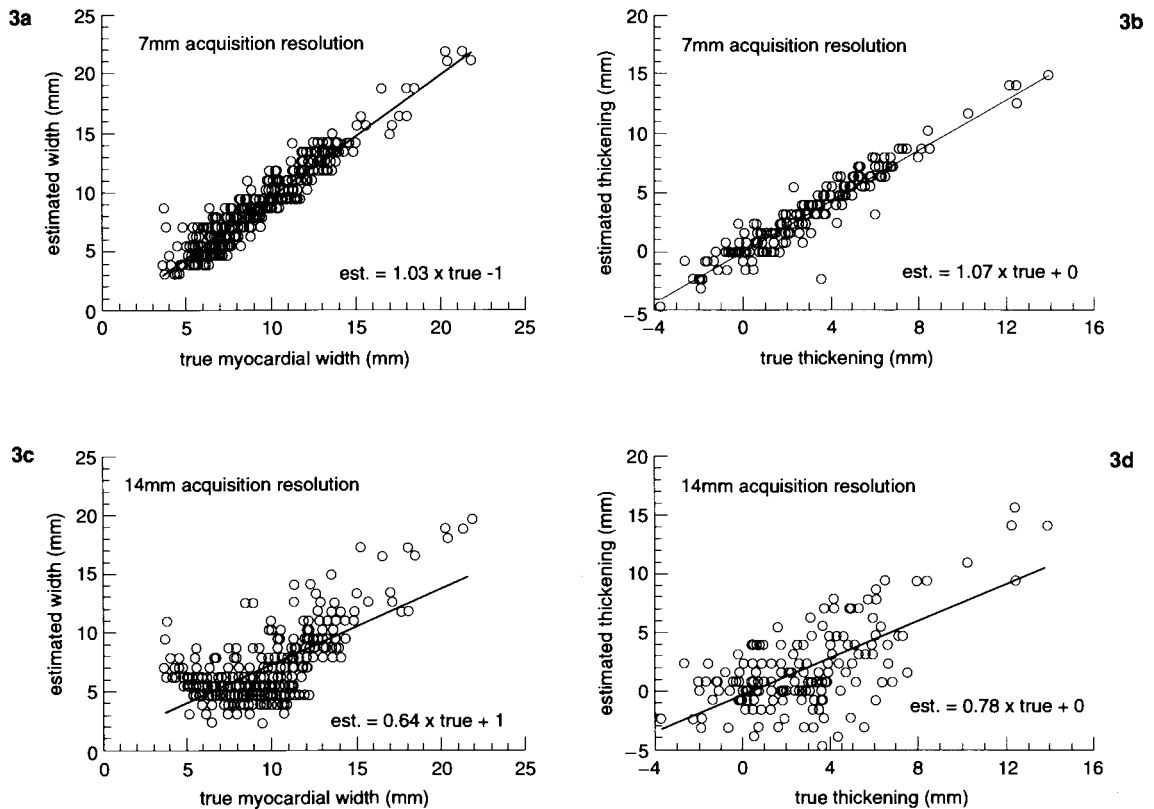 3a
25
20
15
10
5
0
estimated width (mm)
7mm acquisition resolution
est. = 1.03 x true -1
0 5 10 15 20 25
true myocardial width (mm)
3b
20
15
10
5
0
−5
estimated thickening (mm)
7mm acquisition resolution
est. = 1.07 x true + 0
−4 0 4 8 12 16
true thickening (mm)
3c
25
20
15
10
5
0
estimated width (mm)
14mm acquisition resolution
est. = 0.64 x true + 1
0 5 10 15 20 25
true myocardial width (mm)
3d
20
15
10
5
0
−5
estimated thickening (mm)
14mm acquisition resolution
est. = 0.78 x true + 0
−4 0 4 8 12 16
true thickening (mm)